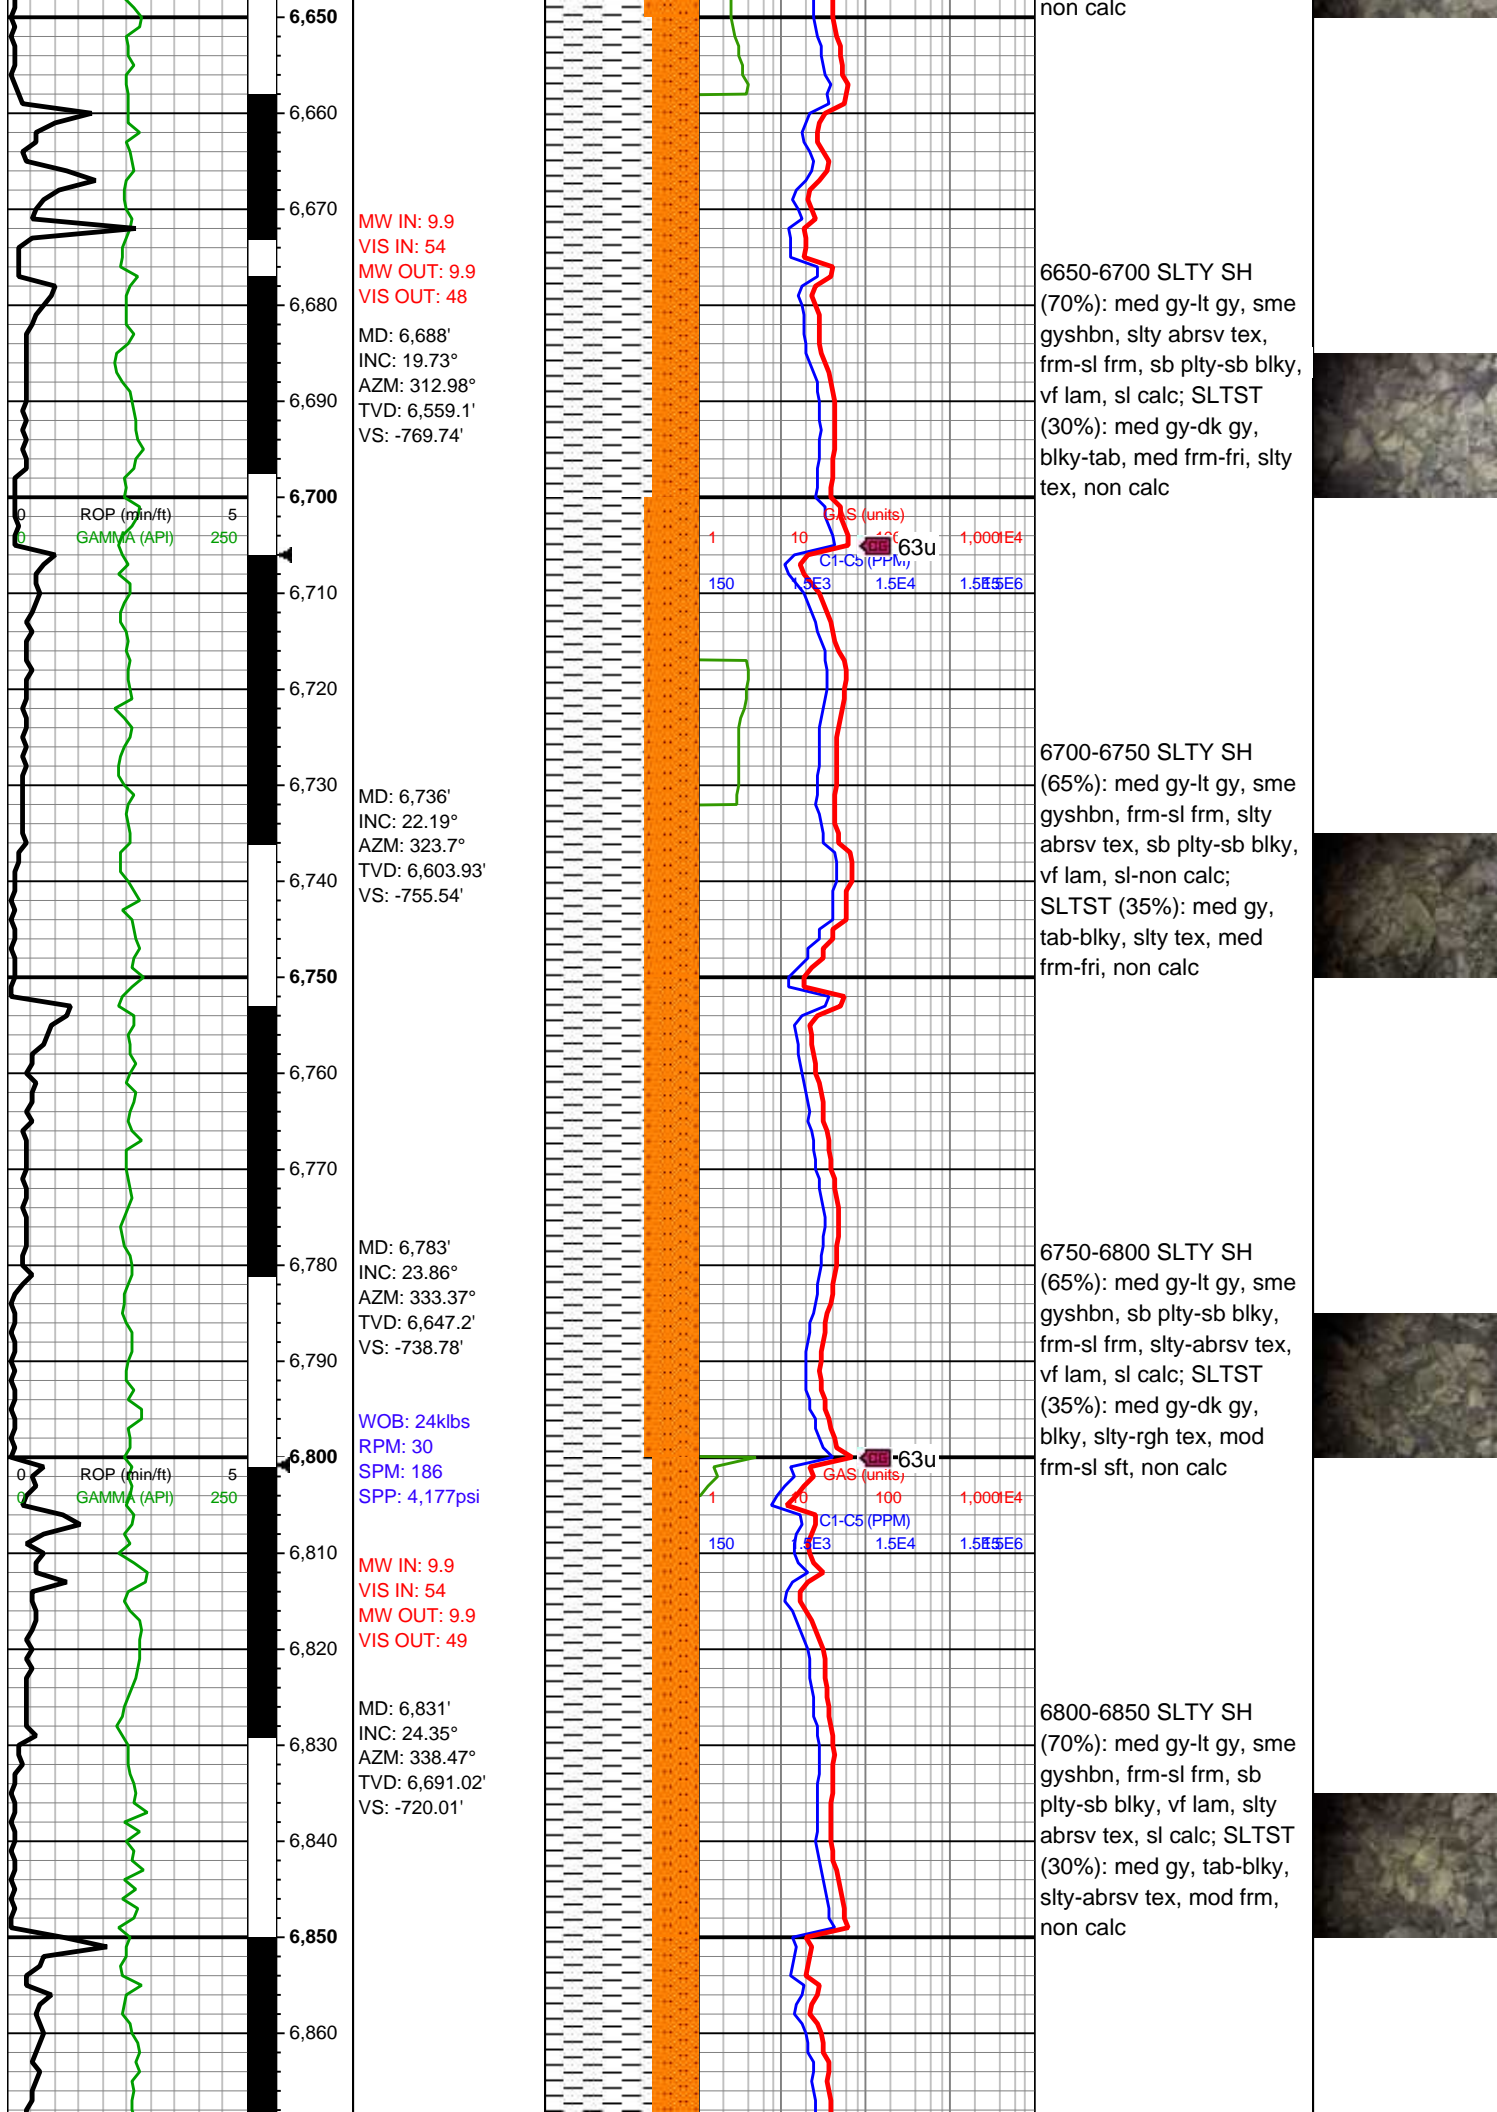 6,650
non calc
6,660
6,670
MW IN: 9.9
VIS IN: 54
MW OUT: 9.9
VIS OUT: 48
6,680
MD: 6,688'
INC: 19.73°
AZM: 312.98°
TVD: 6,559.1'
VS: -769.74'
6,690
6650-6700 SLTY SH
(70%): med gy-lt gy, sme
gyshbn, slty abrsv tex,
frm-sl frm, sb plty-sb blky,
vf lam, sl calc; SLTST
(30%): med gy-dk gy,
blky-tab, med frm-fri, slty
tex, non calc
6,700
0 ROP (min/ft) 5
0 GAMMA (API) 250
GAS (units)
1 10 100 1,000 1E4
CG 63u
C1-C5 (PPM)
150 1.5E3 1.5E4 1.5E5 1.5E6
6,710
6,720
6,730
MD: 6,736'
INC: 22.19°
AZM: 323.7°
TVD: 6,603.93'
VS: -755.54'
6,740
6700-6750 SLTY SH
(65%): med gy-lt gy, sme
gyshbn, frm-sl frm, slty
abrsv tex, sb plty-sb blky,
vf lam, sl-non calc;
SLTST (35%): med gy,
tab-blky, slty tex, med
frm-fri, non calc
6,750
6,760
6,770
6,780
MD: 6,783'
INC: 23.86°
AZM: 333.37°
TVD: 6,647.2'
VS: -738.78'
6,790
6750-6800 SLTY SH
(65%): med gy-lt gy, sme
gyshbn, sb plty-sb blky,
frm-sl frm, slty-abrsv tex,
vf lam, sl calc; SLTST
(35%): med gy-dk gy,
blky, slty-rgh tex, mod
frm-sl sft, non calc
WOB: 24klbs
RPM: 30
SPM: 186
SPP: 4,177psi
6,800
0 ROP (min/ft) 5
0 GAMMA (API) 250
CG 63u
GAS (units)
1 10 100 1,000 1E4
C1-C5 (PPM)
150 1.5E3 1.5E4 1.5E5 1.5E6
6,810
MW IN: 9.9
VIS IN: 54
MW OUT: 9.9
VIS OUT: 49
6,820
MD: 6,831'
INC: 24.35°
AZM: 338.47°
TVD: 6,691.02'
VS: -720.01'
6,830
6,840
6800-6850 SLTY SH
(70%): med gy-lt gy, sme
gyshbn, frm-sl frm, sb
plty-sb blky, vf lam, slty
abrsv tex, sl calc; SLTST
(30%): med gy, tab-blky,
slty-abrsv tex, mod frm,
non calc
6,850
6,860